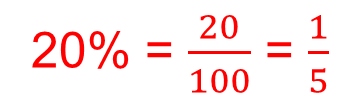 20% = 20/100 = 1/5